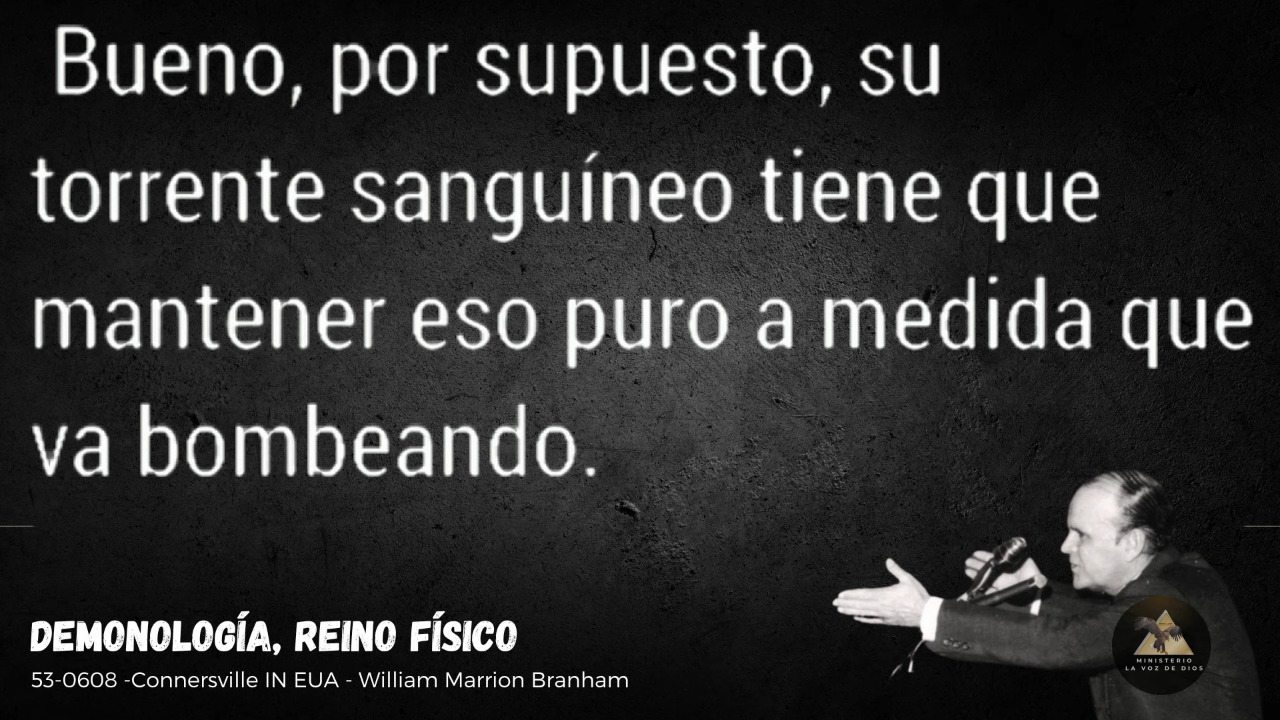 Bueno, por supuesto, su
torrente sanguíneo tiene que
mantener eso puro a medida que
va bombeando.
DEMONOLOGÍA, REINO FÍSICO
53-0608 -Connersville IN EUA - William Marrion Branham
MINISTERIO
LA VOZ DE DIOS